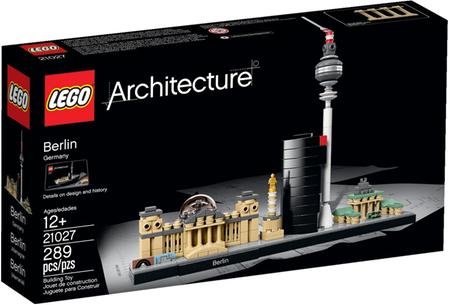 21027
LEGO
LEGO
Architecture
Berlin
Germany
Details on design and history
Ages/edades
12+
21027
289
pcs/pzs
Building Toy
Jouet de Construction
Juguete para Construir
Berlin
Berlin
Berlin
Berlin